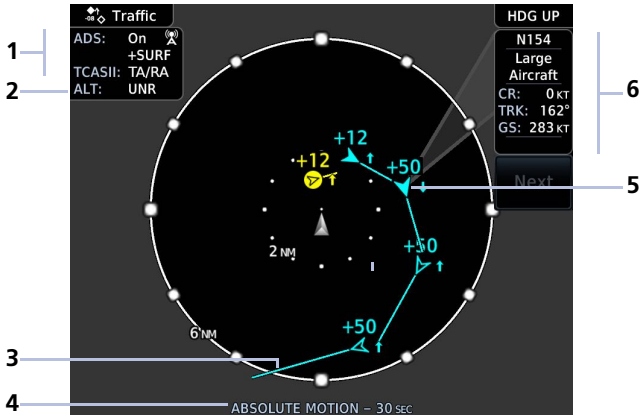 -08 Traffic
HDG UP
1
ADS: On
+SURF
TCASII: TA/RA
2
ALT: UNR
N154
Large
Aircraft
CR: 0 KT
TRK: 162°
GS: 283 KT
6
+12
+12
+50
Next
5
+50
2 NM
+50
6 NM
3
4
ABSOLUTE MOTION – 30 SEC